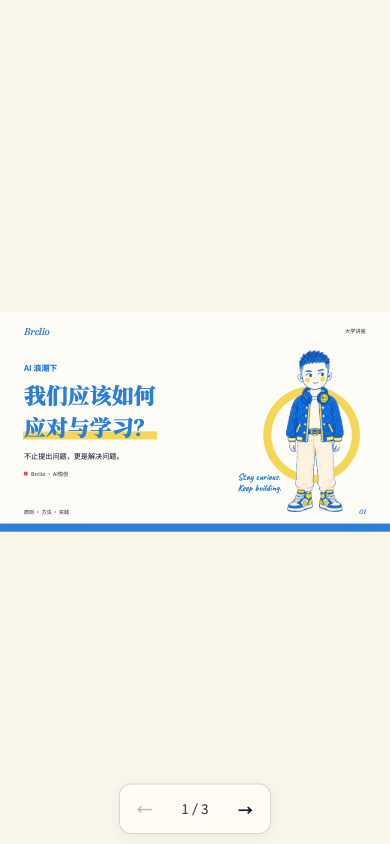 Brclio
大学讲座
AI 浪潮下
我们应该如何
应对与学习?
不止提出问题，更是解决问题。
Brclio · AI快创
Stay curious.
Keep building.
原则 · 方法 · 实践
01
← 1 / 3 →